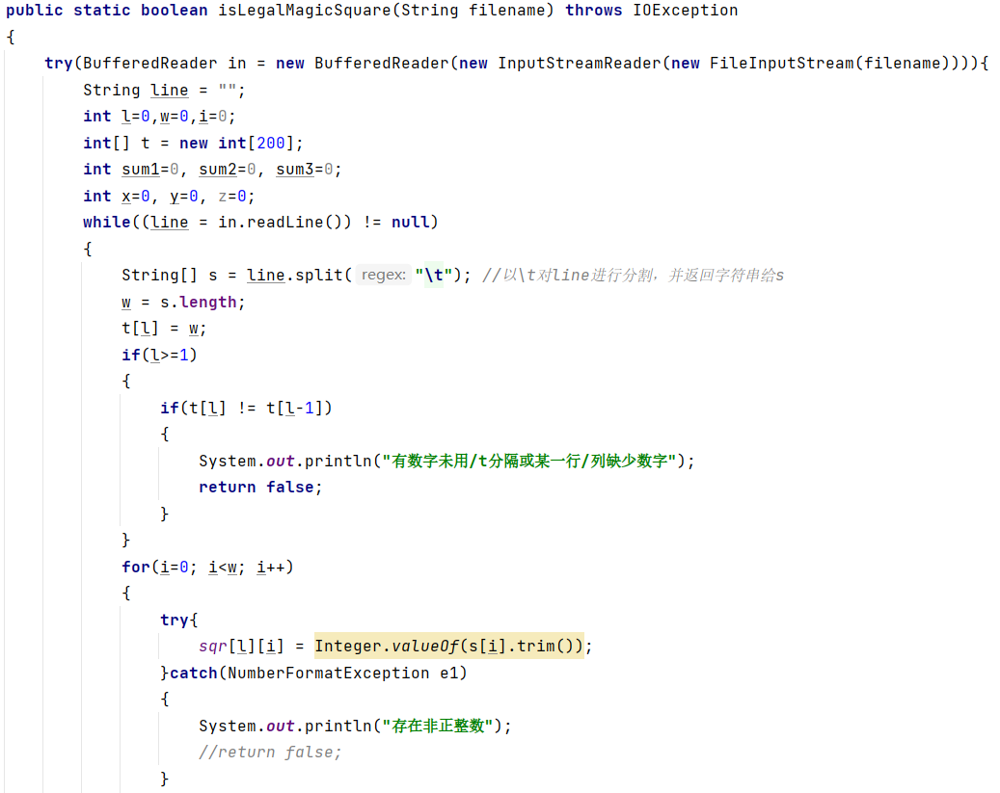 public static boolean isLegalMagicSquare(String filename) throws IOException
{
try(BufferedReader in = new BufferedReader(new InputStreamReader(new FileInputStream(filename)))){
String line = "";
int l=0,w=0,i=0;
int[] t = new int[200];
int sum1=0, sum2=0, sum3=0;
int x=0, y=0, z=0;
while((line = in.readLine()) != null)
{
String[] s = line.split( regex: "\t"); //以\t对line进行分割，并返回字符串给s
w = s.length;
t[l] = w;
if(l>=1)
{
if(t[l] != t[l-1])
{
System.out.println("有数字未用/t分隔或某一行/列缺少数字");
return false;
}
}
for(i=0; i<w; i++)
{
try{
sqr[l][i] = Integer.valueOf(s[i].trim());
}catch(NumberFormatException e1)
{
System.out.println("存在非正整数");
//return false;
}